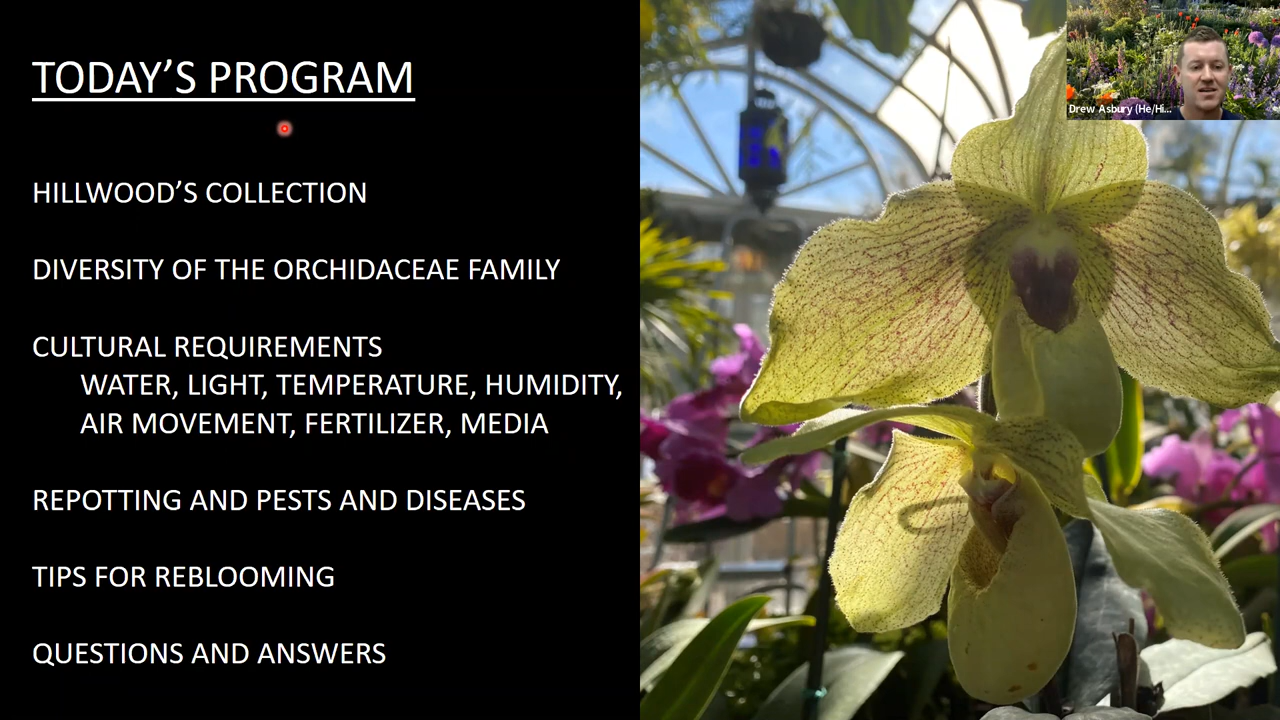 TODAY’S PROGRAM
HILLWOOD’S COLLECTION
DIVERSITY OF THE ORCHIDACEAE FAMILY
CULTURAL REQUIREMENTS
WATER, LIGHT, TEMPERATURE, HUMIDITY,
AIR MOVEMENT, FERTILIZER, MEDIA
REPOTTING AND PESTS AND DISEASES
TIPS FOR REBLOOMING
QUESTIONS AND ANSWERS
Drew Asbury (He/Hi...